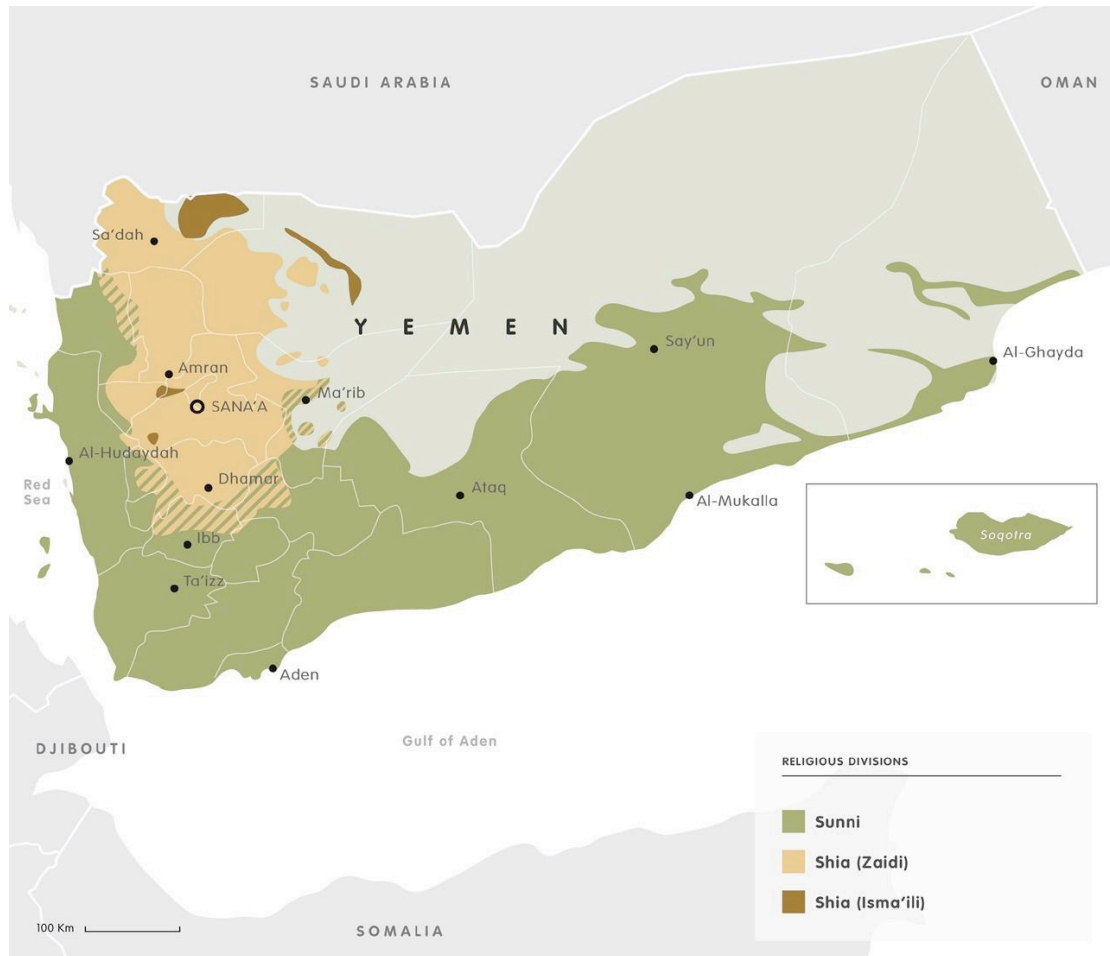 SAUDI ARABIA
OMAN
Sa’dah
YEMEN
Say’un
Al-Ghayda
Amran
Ma’rib
SANA’A
Al-Hudaydah
Red
Sea
Dhamar
Ataq
Al-Mukalla
Soqotra
Ibb
Ta’izz
Aden
DJIBOUTI
Gulf of Aden
RELIGIOUS DIVISIONS
Sunni
Shia (Zaidi)
Shia (Isma’ili)
100 Km
SOMALIA